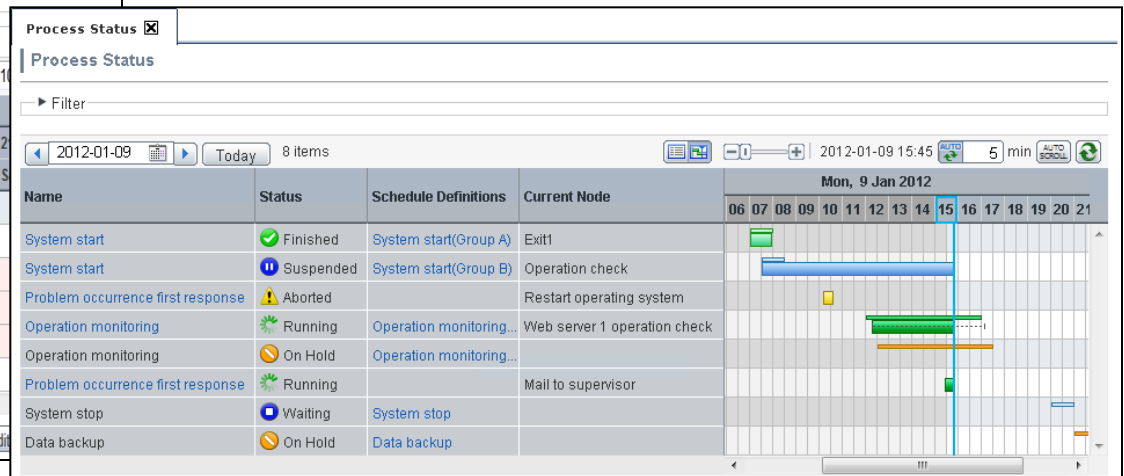 Process Status
Process Status
Filter
2012-01-09 Today 8 items 2012-01-09 15:45 AUTO 5 min AUTO SCROLL
Name Status Schedule Definitions Current Node Mon, 9 Jan 2012
06 07 08 09 10 11 12 13 14 15 16 17 18 19 20 21
System start Finished System start(Group A) Exit1
System start Suspended System start(Group B) Operation check
Problem occurrence first response Aborted Restart operating system
Operation monitoring Running Operation monitoring... Web server 1 operation check
Operation monitoring On Hold Operation monitoring...
Problem occurrence first response Running Mail to supervisor
System stop Waiting System stop
Data backup On Hold Data backup